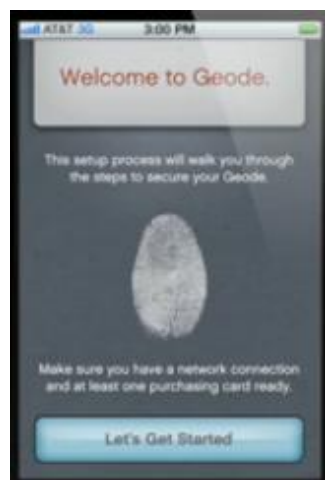 AT&T 3G 3:00 PM
Welcome to Geode.
This setup process will walk you through
the steps to secure your Geode.
Make sure you have a network connection
and at least one purchasing card ready.
Let's Get Started